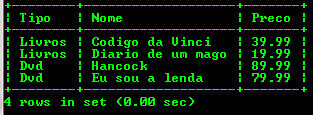 | Tipo | Nome | Preco |
| Livros | Codigo da Vinci | 39.99 |
| Livros | Diario de um mago | 19.99 |
| Dvd | Hancock | 89.99 |
| Dvd | Eu sou a lenda | 79.99 |
4 rows in set (0.00 sec)